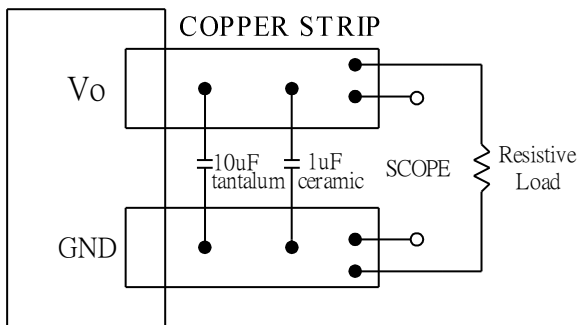 COPPER STRIP
Vo
10uF
tantalum
1uF
ceramic
SCOPE
Resistive
Load
GND